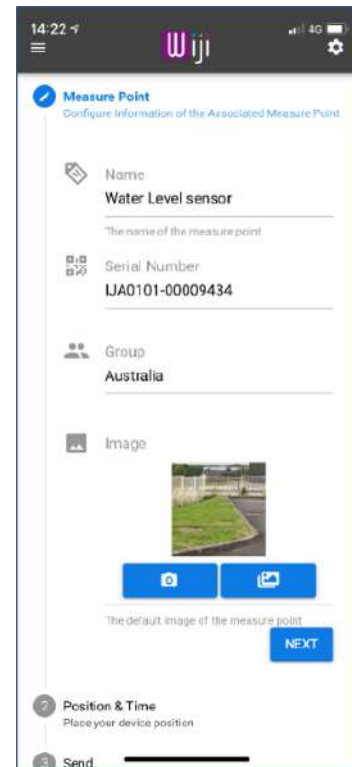 14:22
4G
Wiji
Measure Point
Configure Information of the Associated Measure Point
Name
Water Level sensor
The name of the measure point
Serial Number
IJA0101-00009434
Group
Australia
Image
The default image of the measure point
NEXT
2
Position & Time
Place your device position
3
Send